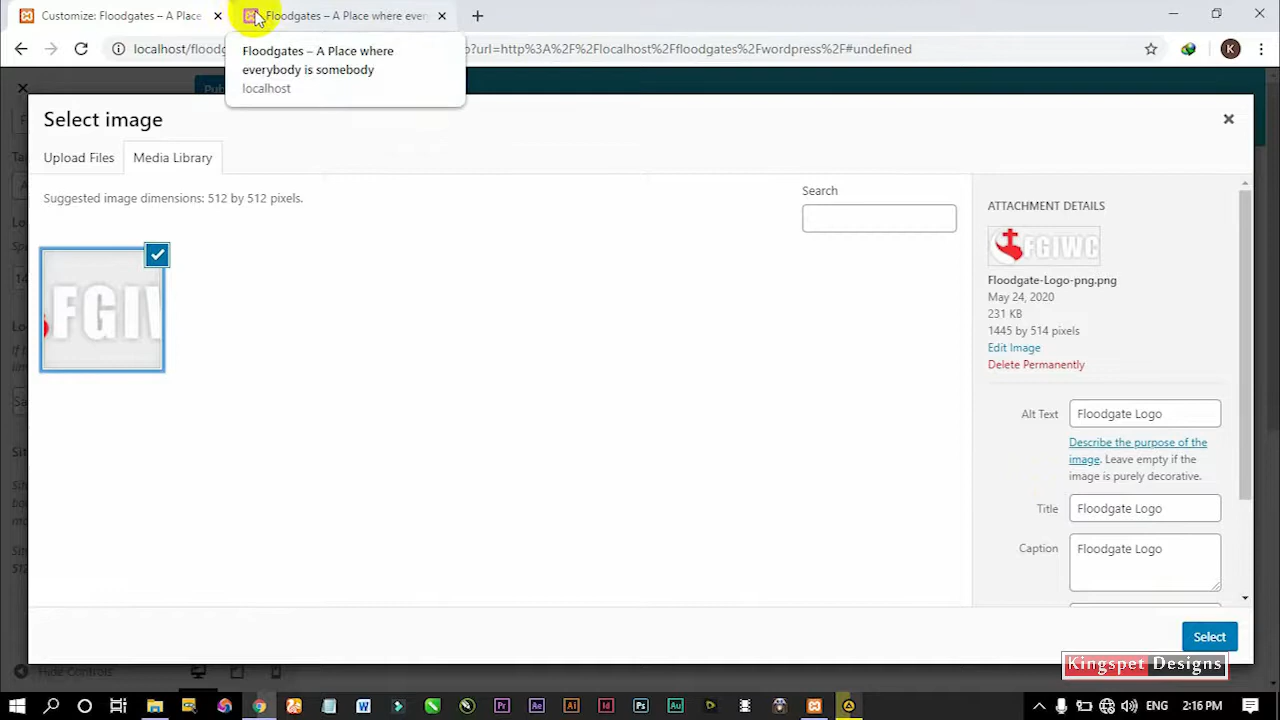 Customize: Floodgates – A Place
Floodgates – A Place where every
localhost/floodg
p?url=http%3A%2F%2Flocalhost%2Ffloodgates%2Fwordpress%2F#undefined
K
Floodgates – A Place where
everybody is somebody
localhost
Select image
Upload Files
Media Library
Suggested image dimensions: 512 by 512 pixels.
Search
ATTACHMENT DETAILS
FGIWC
Floodgate-Logo-png.png
May 24, 2020
231 KB
1445 by 514 pixels
Edit Image
Delete Permanently
Alt Text
Floodgate Logo
Describe the purpose of the
image. Leave empty if the
image is purely decorative.
Title
Floodgate Logo
Caption
Floodgate Logo
Select
Hide Controls
Kingspet Designs
ENG
2:16 PM